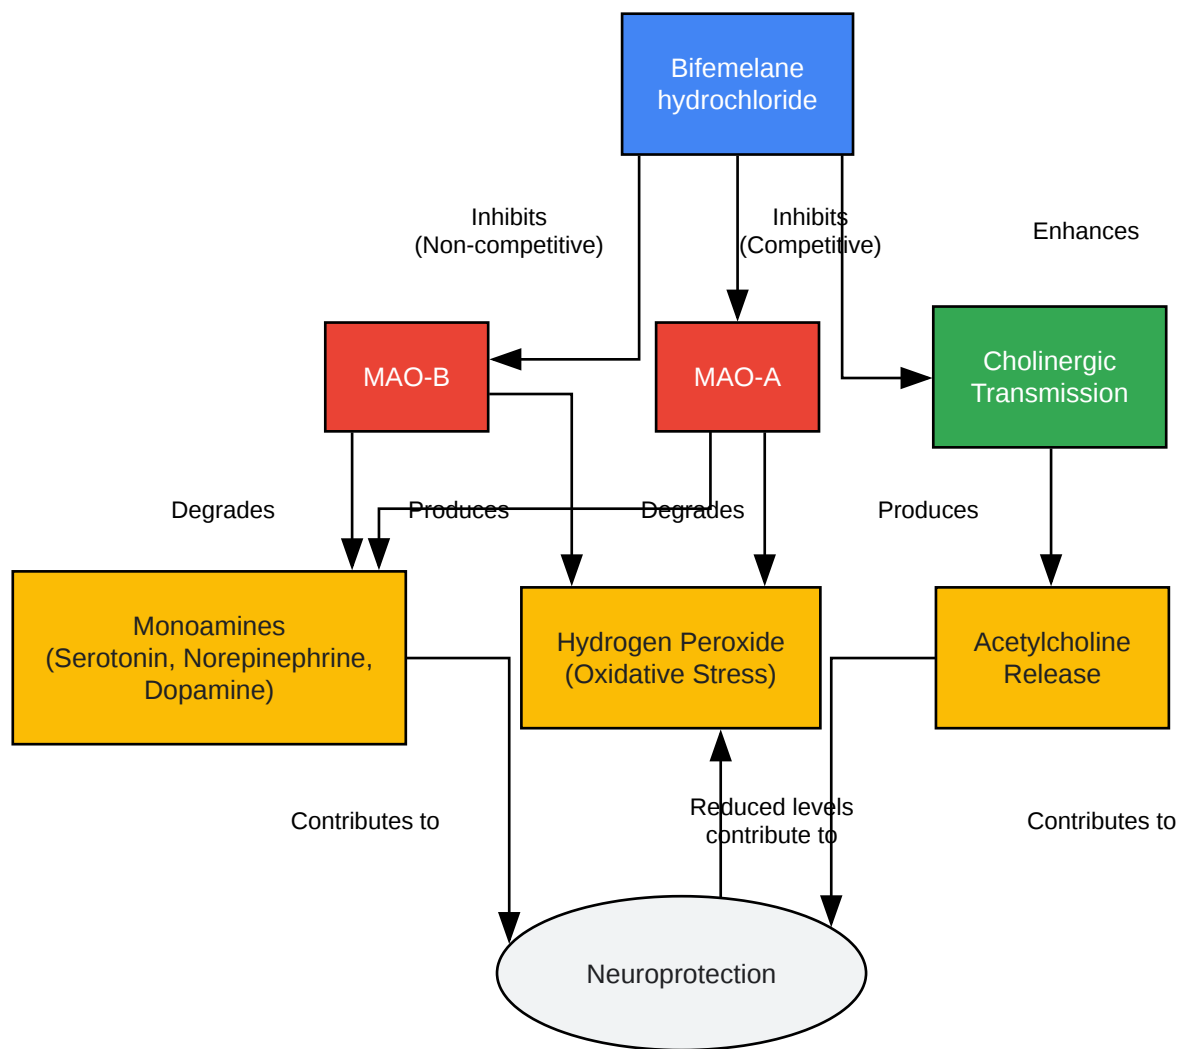 Bifemelane
hydrochloride
Inhibits
(Non-competitive)
Inhibits
(Competitive)
Enhances
MAO-B
MAO-A
Cholinergic
Transmission
Degrades
Produces
Degrades
Produces
Monoamines
(Serotonin, Norepinephrine,
Dopamine)
Hydrogen Peroxide
(Oxidative Stress)
Acetylcholine
Release
Contributes to
Reduced levels
contribute to
Contributes to
Neuroprotection